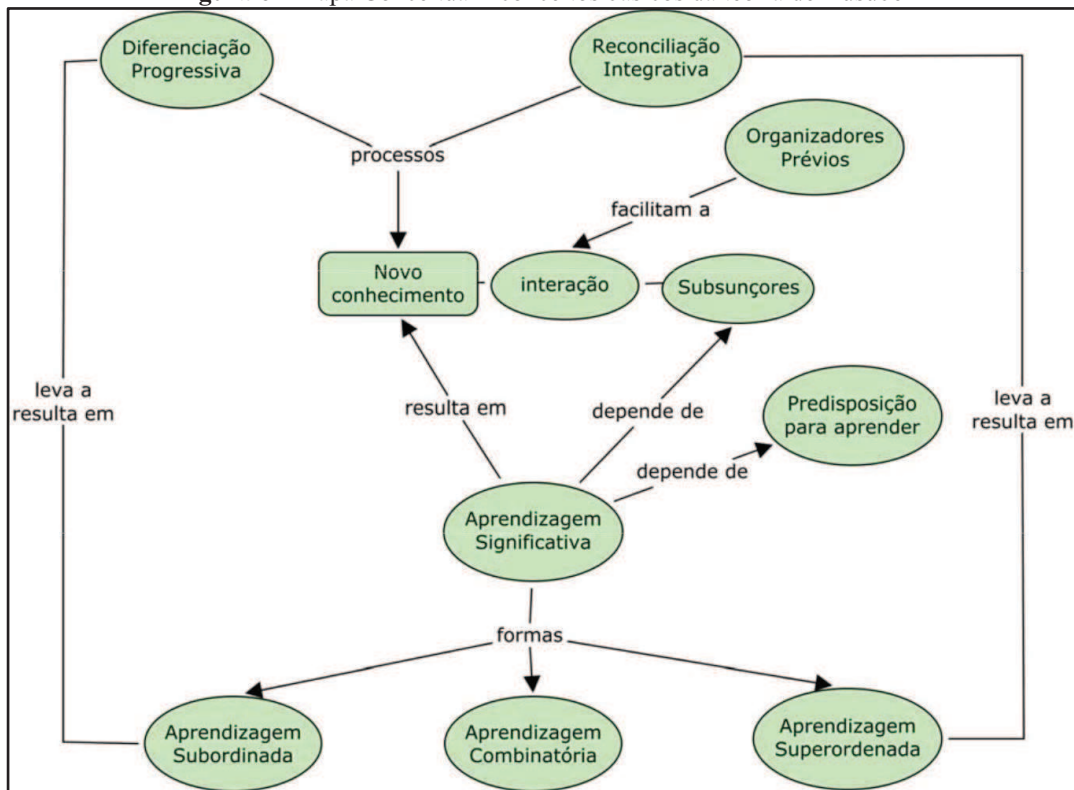 Diferenciação
Progressiva
Reconciliação
Integrativa
Organizadores
Prévios
processos
facilitam a
Novo
conhecimento
interação
Subsunçores
leva a
resulta em
resulta em
depende de
Predisposição
para aprender
leva a
resulta em
depende de
Aprendizagem
Significativa
formas
Aprendizagem
Subordinada
Aprendizagem
Combinatória
Aprendizagem
Superordenada